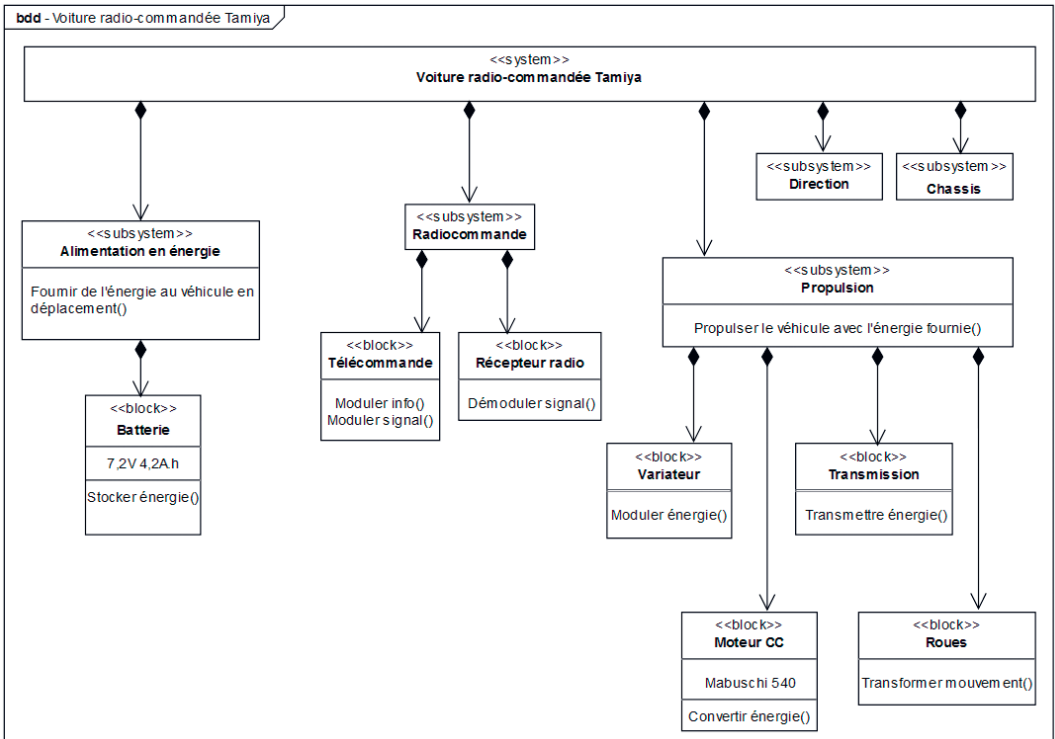 bdd - Voiture radio-commandée Tamiya
<<system>>
Voiture radio-commandée Tamiya
<<subsystem>>
Direction
<<subsystem>>
Chassis
<<subsystem>>
Radiocommande
<<subsystem>>
Alimentation en énergie
Fournir de l'énergie au véhicule en
déplacement()
<<subsystem>>
Propulsion
Propulser le véhicule avec l'énergie fournie()
<<block>>
Télécommande
Moduler info()
Moduler signal()
<<block>>
Récepteur radio
Démoduler signal()
<<block>>
Batterie
7,2V 4,2A.h
Stocker énergie()
<<block>>
Variateur
Moduler énergie()
<<block>>
Transmission
Transmettre énergie()
<<block>>
Moteur CC
Mabuschi 540
Convertir énergie()
<<block>>
Roues
Transformer mouvement()